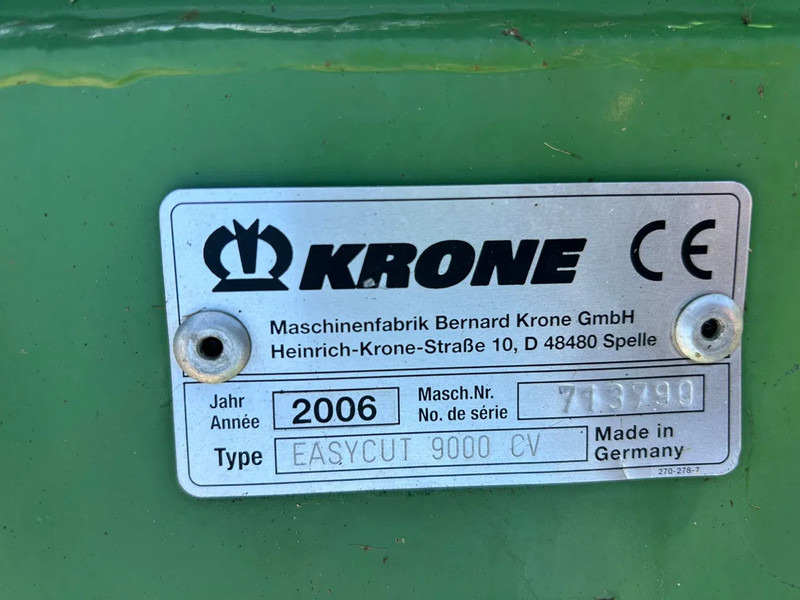 KRONE CE
Maschinenfabrik Bernard Krone GmbH
Heinrich-Krone-Straße 10, D 48480 Spelle
Jahr
Année
2006
Masch.Nr.
No. de série
713790
Type
EASYCUT 9000 CV
Made in
Germany
270-278-7